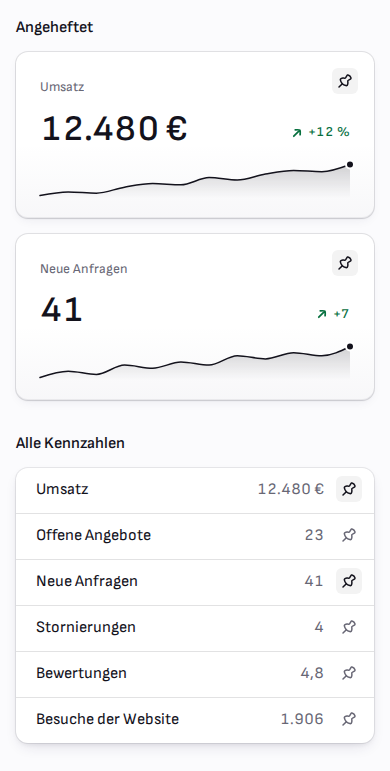 Angeheftet
Umsatz
12.480 €
+12 %
Neue Anfragen
41
+7
Alle Kennzahlen
Umsatz 12.480 €
Offene Angebote 23
Neue Anfragen 41
Stornierungen 4
Bewertungen 4,8
Besuche der Website 1.906